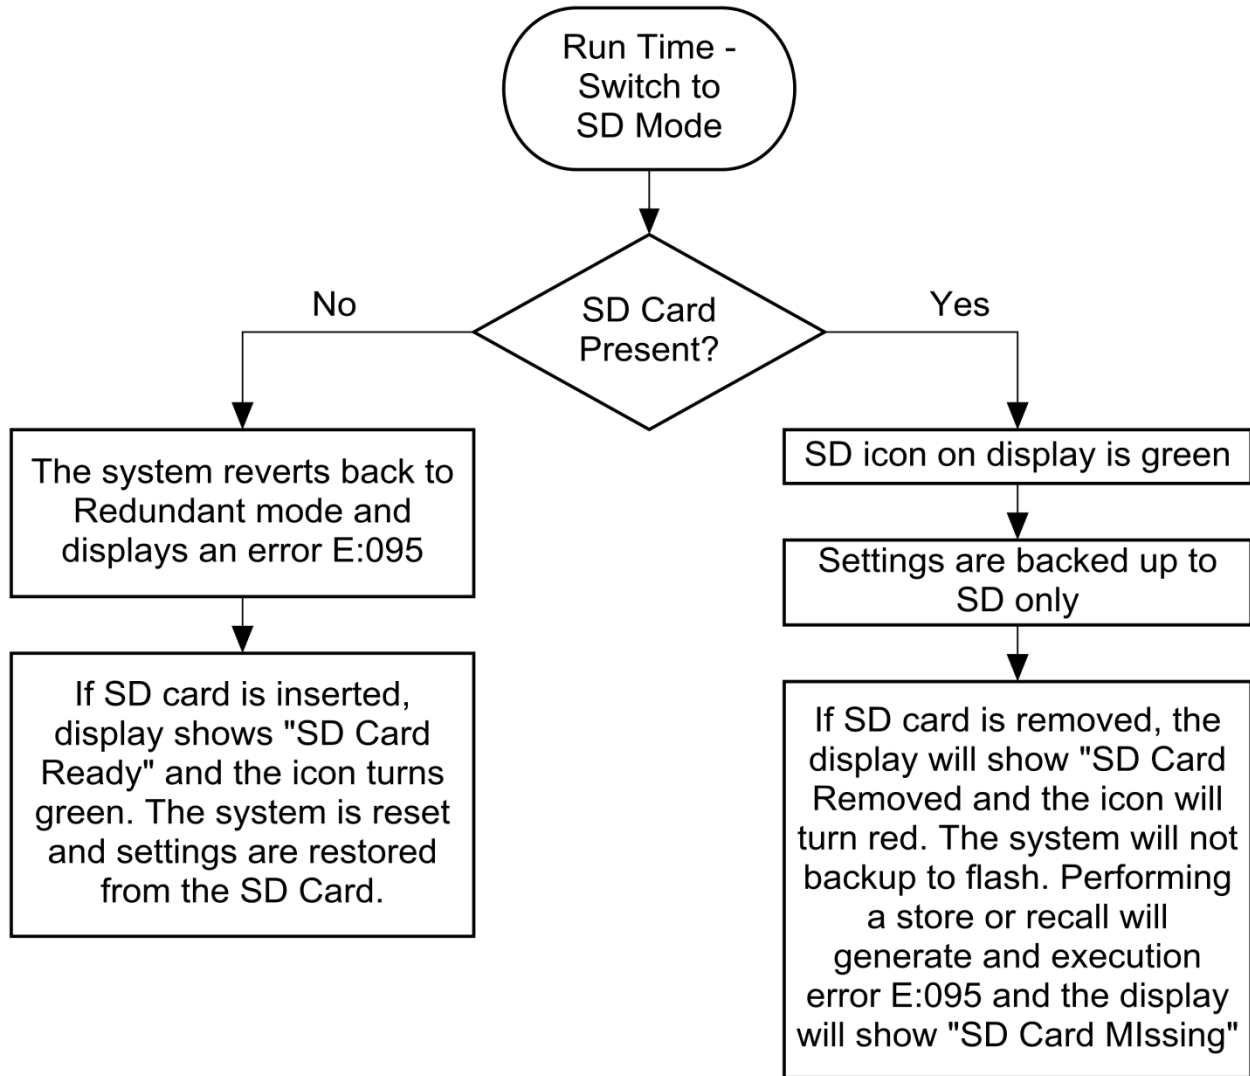 Run Time -
Switch to
SD Mode
SD Card
Present?
No
Yes
The system reverts back to
Redundant mode and
displays an error E:095
If SD card is inserted,
display shows "SD Card
Ready" and the icon turns
green. The system is reset
and settings are restored
from the SD Card.
SD icon on display is green
Settings are backed up to
SD only
If SD card is removed, the
display will show "SD Card
Removed and the icon will
turn red. The system will not
backup to flash. Performing
a store or recall will
generate and execution
error E:095 and the display
will show "SD Card MIssing"